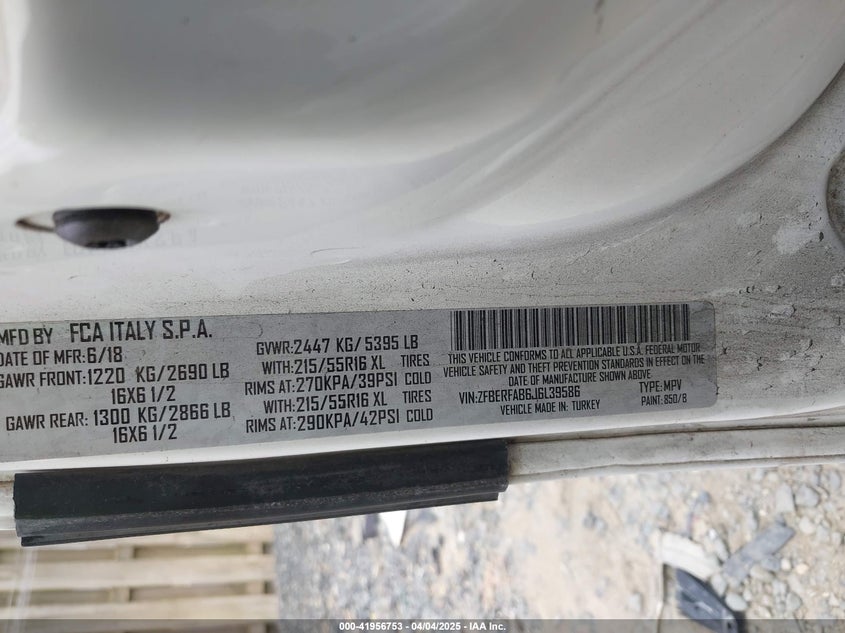 MFD BY FCA ITALY S.P.A.
DATE OF MFR: 6/18
GAWR FRONT: 1220 KG/2690 LB
16X6 1/2
GAWR REAR: 1300 KG/2866 LB
16X6 1/2
GVWR:2447 KG/ 5395 LB
WITH:215/55R16 XL TIRES
RIMS AT:270KPA/39PSI COLD
WITH:215/55R16 XL TIRES
RIMS AT:290KPA/42PSI COLD
THIS VEHICLE CONFORMS TO ALL APPLICABLE U.S.A. FEDERAL MOTOR
VEHICLE SAFETY AND THEFT PREVENTION STANDARDS IN EFFECT ON THE
DATE OF MANUFACTURE SHOWN ABOVE.
VIN:ZFBERFAB6J6L39586 TYPE: MPV
VEHICLE MADE IN: TURKEY PAINT: 850/8
000-41956753 - 04/04/2025 - IAA Inc.